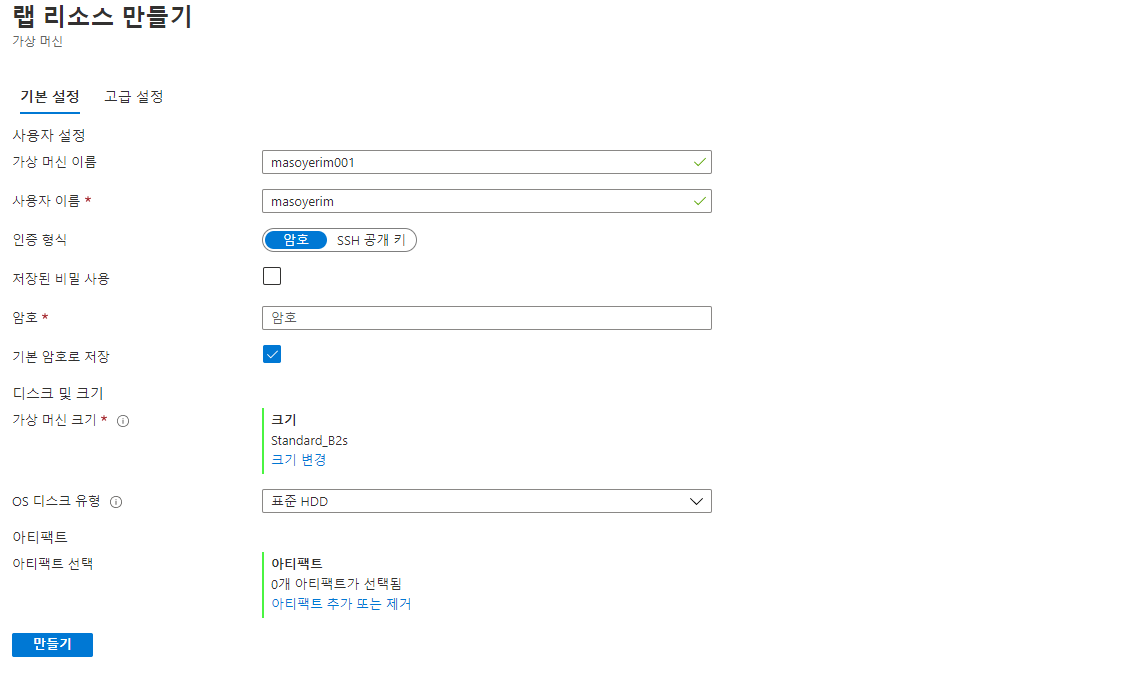 랩 리소스 만들기
가상 머신
기본 설정 고급 설정
사용자 설정
가상 머신 이름 masoyerim001
사용자 이름 * masoyerim
인증 형식 암호 SSH 공개 키
저장된 비밀 사용
암호 * 암호
기본 암호로 저장
디스크 및 크기
가상 머신 크기 * 크기
Standard_B2s
크기 변경
OS 디스크 유형 표준 HDD
아티팩트
아티팩트 선택 아티팩트
0개 아티팩트가 선택됨
아티팩트 추가 또는 제거
만들기